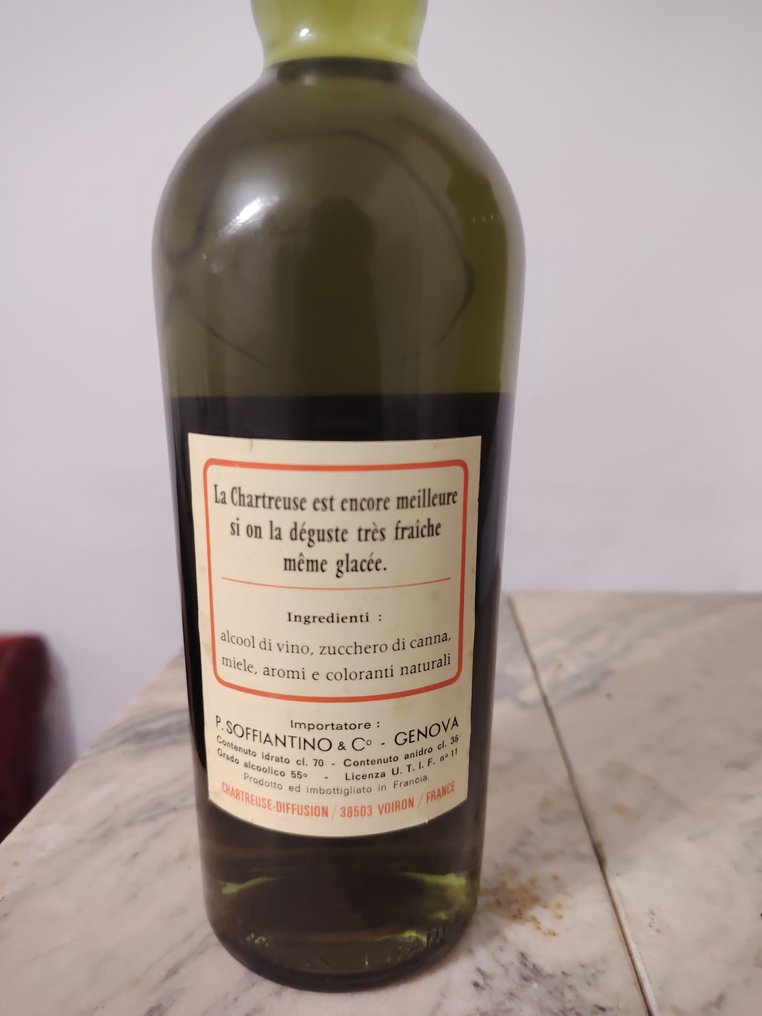 La Chartreuse est encore meilleure
si on la déguste très fraîche
même glacée.
Ingredienti :
alcool di vino, zucchero di canna,
miele, aromi e coloranti naturali
Importatore :
P. SOFFIANTINO & Cº - GENOVA
Contenuto idrato cl. 70 - Contenuto anidro cl. 38
Grado alcoolico 55º - Licenza U. T. I. F. nº 11
Prodotto ed imbottigliato in Francia.
CHARTREUSE-DIFFUSION / 38503 VOIRON / FRANCE